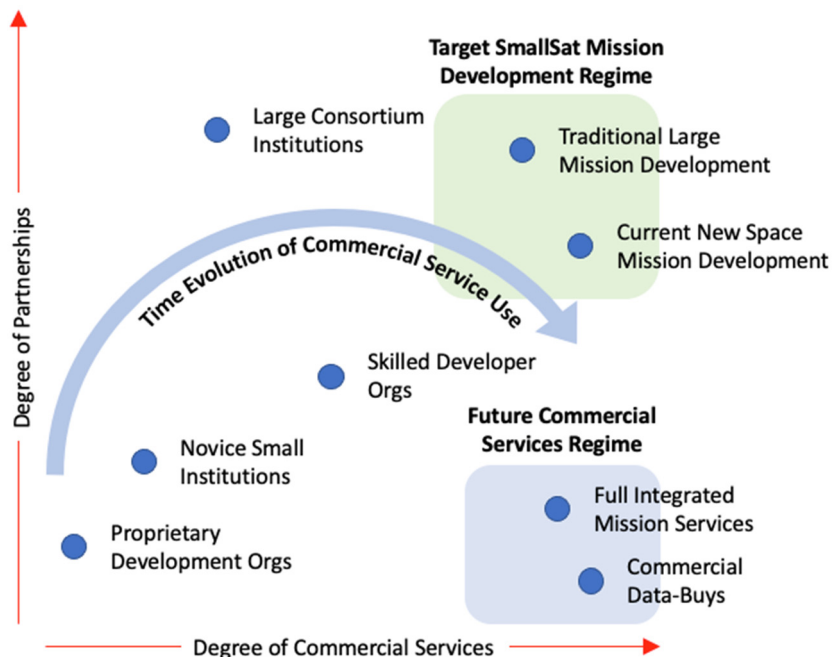 Target SmallSat Mission
Development Regime
Large Consortium
Institutions
Traditional Large
Mission Development
Current New Space
Mission Development
Time Evolution of Commercial Service Use
Degree of Partnerships
Skilled Developer
Orgs
Future Commercial
Services Regime
Novice Small
Institutions
Full Integrated
Mission Services
Proprietary
Development Orgs
Commercial
Data-Buys
Degree of Commercial Services